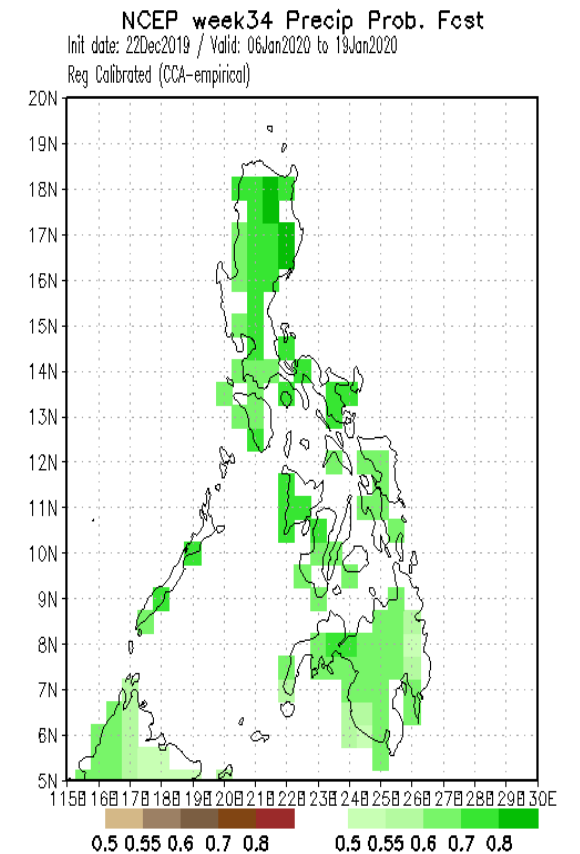 NCEP week34 Precip Prob. Fcst
Init date: 22Dec2019 / Valid: 06Jan2020 to 19Jan2020
Reg Calibrated (CCA-empirical)
20N
19N
18N
17N
16N
15N
14N
13N
12N
11N
10N
9N
8N
7N
6N
5N
115E 116E 117E 118E 119E 120E 121E 122E 123E 124E 125E 126E 127E 128E 129E 130E
0.5 0.55 0.6 0.7 0.8 0.5 0.55 0.6 0.7 0.8